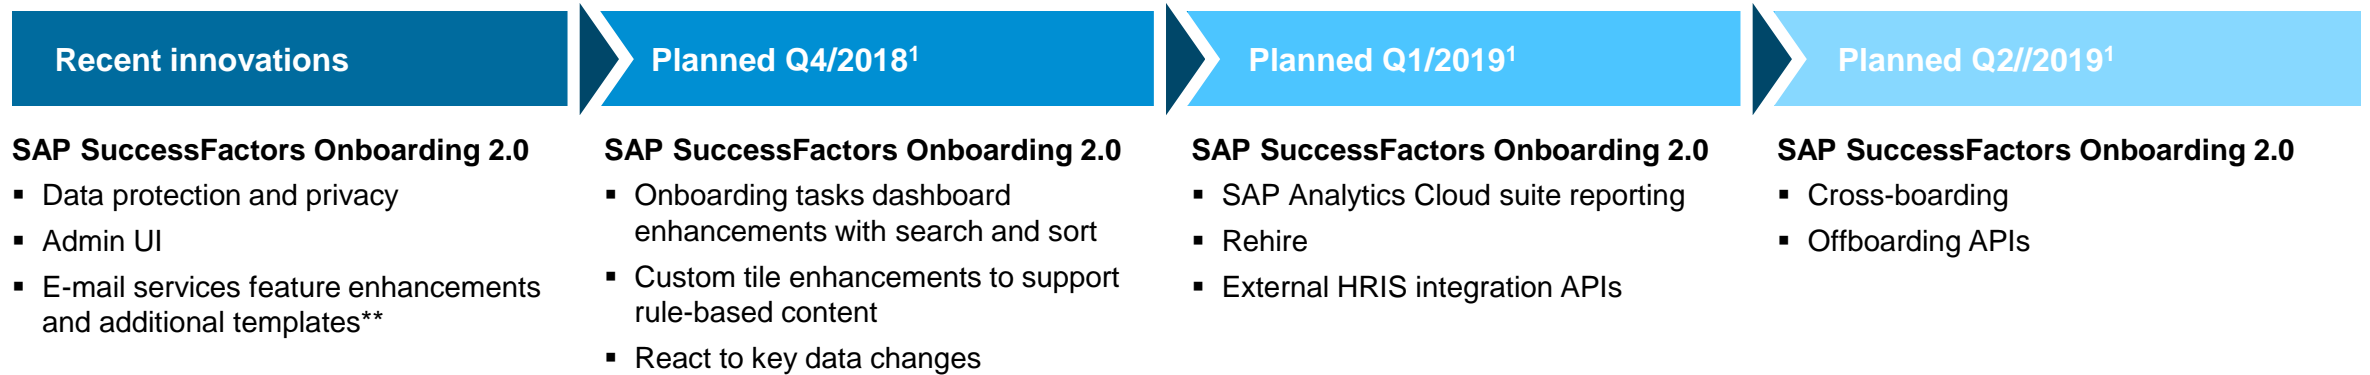 Recent innovations
Planned Q4/2018¹
Planned Q1/2019¹
Planned Q2//2019¹
SAP SuccessFactors Onboarding 2.0
▪ Data protection and privacy
▪ Admin UI
▪ E-mail services feature enhancements
and additional templates**
SAP SuccessFactors Onboarding 2.0
▪ Onboarding tasks dashboard
enhancements with search and sort
▪ Custom tile enhancements to support
rule-based content
▪ React to key data changes
SAP SuccessFactors Onboarding 2.0
▪ SAP Analytics Cloud suite reporting
▪ Rehire
▪ External HRIS integration APIs
SAP SuccessFactors Onboarding 2.0
▪ Cross-boarding
▪ Offboarding APIs